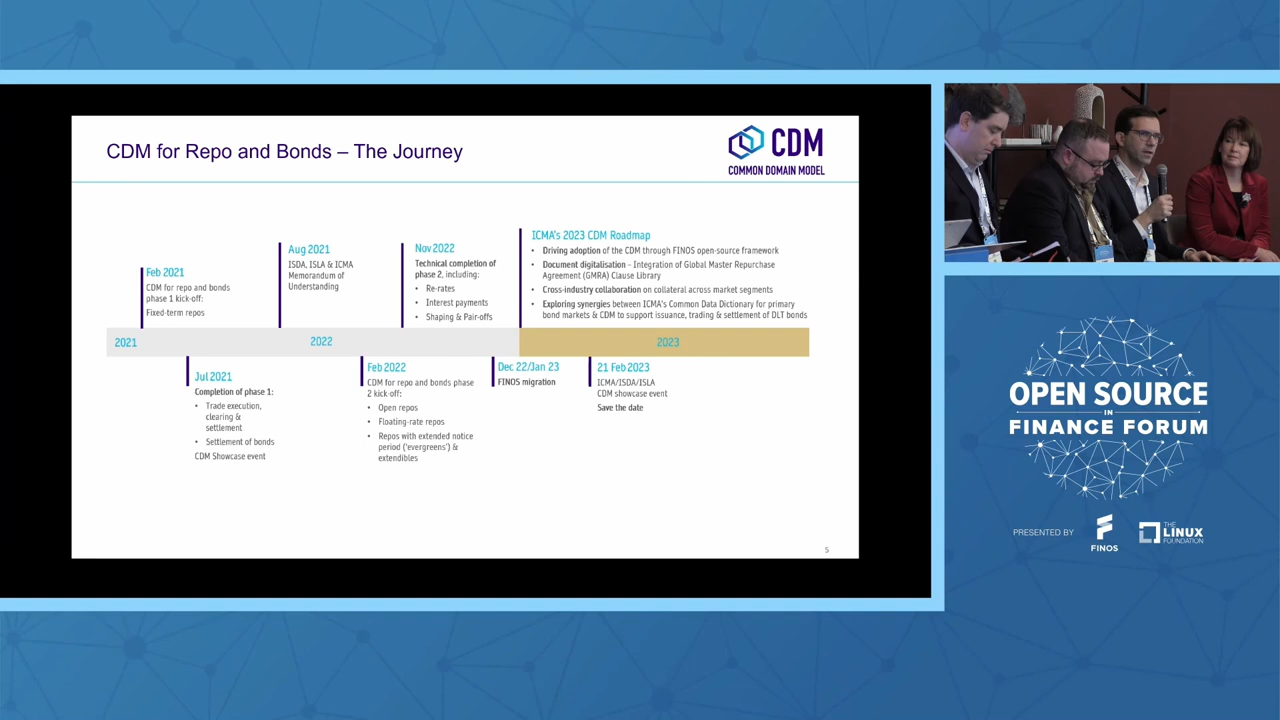 CDM for Repo and Bonds – The Journey
CDM
COMMON DOMAIN MODEL
Feb 2021
CDM for repo and bonds
phase 1 kick-off:
Fixed-term repos
Aug 2021
ISDA, ISLA & ICMA
Memorandum of
Understanding
Nov 2022
Technical completion of
phase 2, including:
• Re-rates
• Interest payments
• Shaping & Pair-offs
ICMA's 2023 CDM Roadmap
• Driving adoption of the CDM through FINOS open-source framework
• Document digitalisation – Integration of Global Master Repurchase
Agreement (GMRA) Clause Library
• Cross-industry collaboration on collateral across market segments
• Exploring synergies between ICMA's Common Data Dictionary for primary
bond markets & CDM to support issuance, trading & settlement of DLT bonds
2021
2022
2023
Jul 2021
Completion of phase 1:
• Trade execution,
clearing &
settlement
• Settlement of bonds
CDM Showcase event
Feb 2022
CDM for repo and bonds phase
2 kick-off:
• Open repos
• Floating-rate repos
• Repos with extended notice
period ('evergreens') &
extendibles
Dec 22/Jan 23
FINOS migration
21 Feb 2023
ICMA/ISDA/ISLA
CDM showcase event
Save the date
5
OPEN SOURCE
IN
FINANCE FORUM
PRESENTED BY
FINOS
THE
LINUX
FOUNDATION